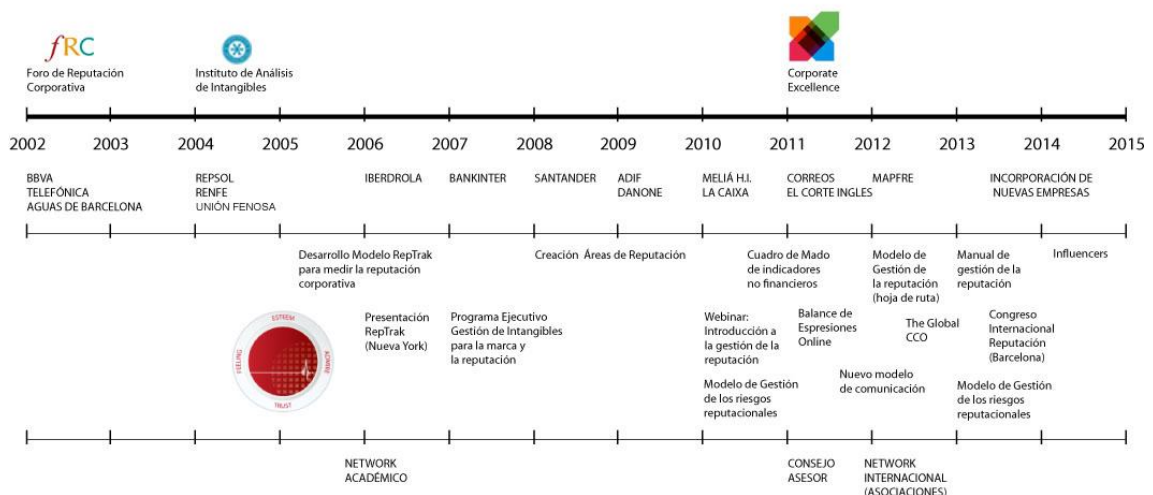 fRC
Foro de Reputación
Corporativa
Instituto de Análisis
de Intangibles
Corporate
Excellence
2002 2003 2004 2005 2006 2007 2008 2009 2010 2011 2012 2013 2014 2015
BBVA
TELEFÓNICA
AGUAS DE BARCELONA
REPSOL
RENFE
UNIÓN FENOSA
IBERDROLA
BANKINTER
SANTANDER
ADIF
DANONE
MELIÁ H.I.
LA CAIXA
CORREOS
EL CORTE INGLES
MAPFRE
INCORPORACIÓN DE
NUEVAS EMPRESAS
Desarrollo Modelo RepTrak
para medir la reputación
corporativa
Creación Áreas de Reputación
Cuadro de Mado
de indicadores
no financieros
Modelo de
Gestión de
la reputación
(hoja de ruta)
Manual de
gestión de la
reputación
Influencers
ESTEEM
ADMIRE
TRUST
FEELING
Presentación
RepTrak
(Nueva York)
Programa Ejecutivo
Gestión de Intangibles
para la marca y
la reputación
Webinar:
Introducción a
la gestión de la
reputación
Balance de
Espresiones
Online
The Global
CCO
Congreso
Internacional
Reputación
(Barcelona)
Modelo de Gestión
de los riesgos
reputacionales
Nuevo modelo
de comunicación
Modelo de Gestión
de los riesgos
reputacionales
NETWORK
ACADÉMICO
CONSEJO
ASESOR
NETWORK
INTERNACIONAL
(ASOCIACIONES)